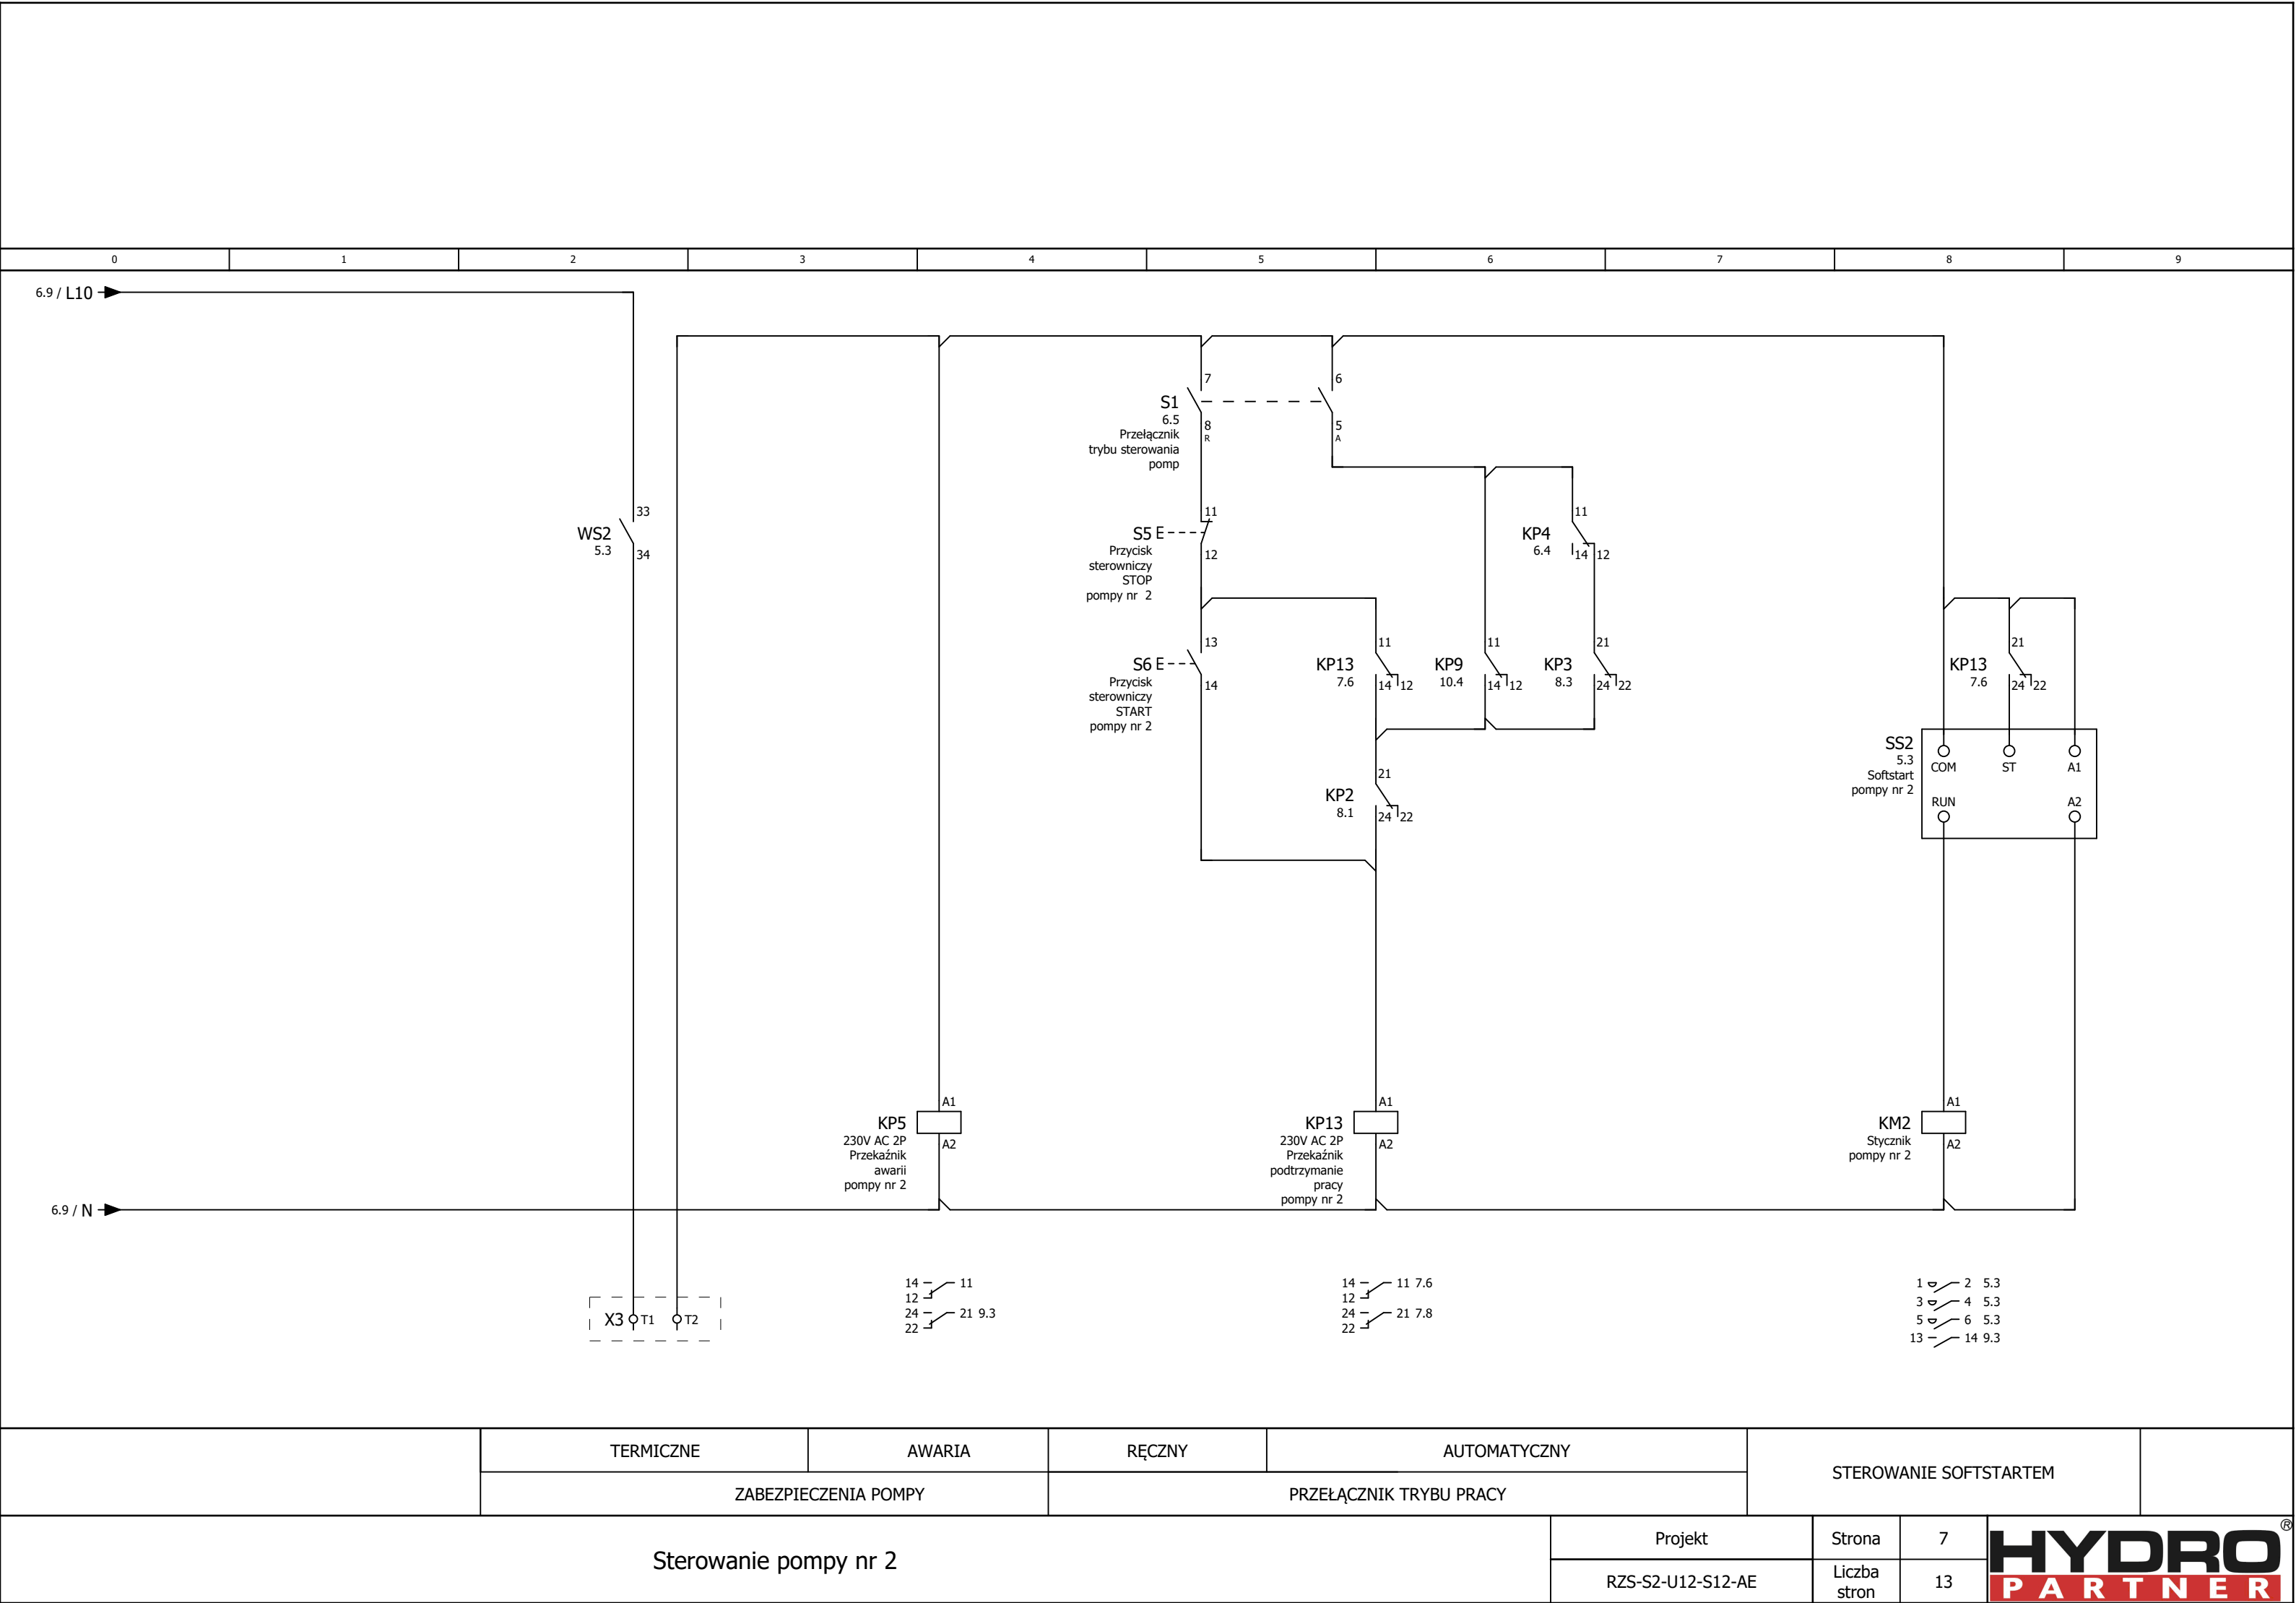 0 1 2 3 4 5 6 7 8 9
6.9 / L10
7
6
S1
6.5
Przełącznik
trybu sterowania
pomp
8
R
5
A
WS2
5.3
33
34
S5 E
Przycisk
sterowniczy
STOP
pompy nr 2
11
12
KP4
6.4
11
14 12
S6 E
Przycisk
sterowniczy
START
pompy nr 2
13
14
KP13
7.6
11
14 12
KP9
10.4
11
14 12
KP3
8.3
21
24 22
KP13
7.6
21
24 22
KP2
8.1
21
24 22
SS2
5.3
Softstart
pompy nr 2
COM ST A1
RUN A2
KP5
230V AC 2P
Przekaźnik
awarii
pompy nr 2
A1
A2
KP13
230V AC 2P
Przekaźnik
podtrzymanie
pracy
pompy nr 2
A1
A2
KM2
Stycznik
pompy nr 2
A1
A2
6.9 / N
X3 T1 T2
14 11
12
24 21 9.3
22
14 11 7.6
12
24 21 7.8
22
1 2 5.3
3 4 5.3
5 6 5.3
13 14 9.3
TERMICZNE AWARIA RĘCZNY AUTOMATYCZNY
STEROWANIE SOFTSTARTEM
ZABEZPIECZENIA POMPY PRZEŁĄCZNIK TRYBU PRACY
Sterowanie pompy nr 2
Projekt
RZS-S2-U12-S12-AE
Strona 7
Liczba
stron
13
HYDRO®
PARTNER